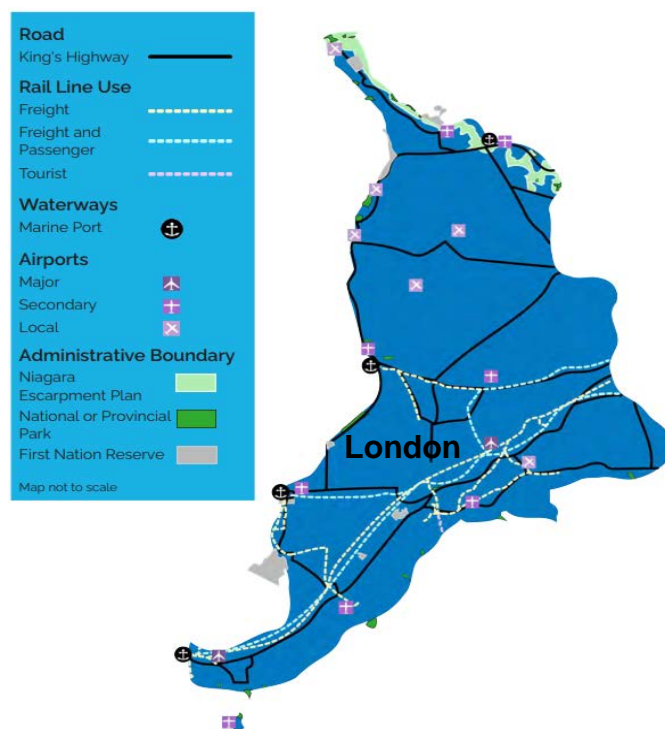 Road
King's Highway
Rail Line Use
Freight
Freight and
Passenger
Tourist
Waterways
Marine Port
Airports
Major
Secondary
Local
Administrative Boundary
Niagara
Escarpment Plan
National or Provincial
Park
First Nation Reserve
Map not to scale
London